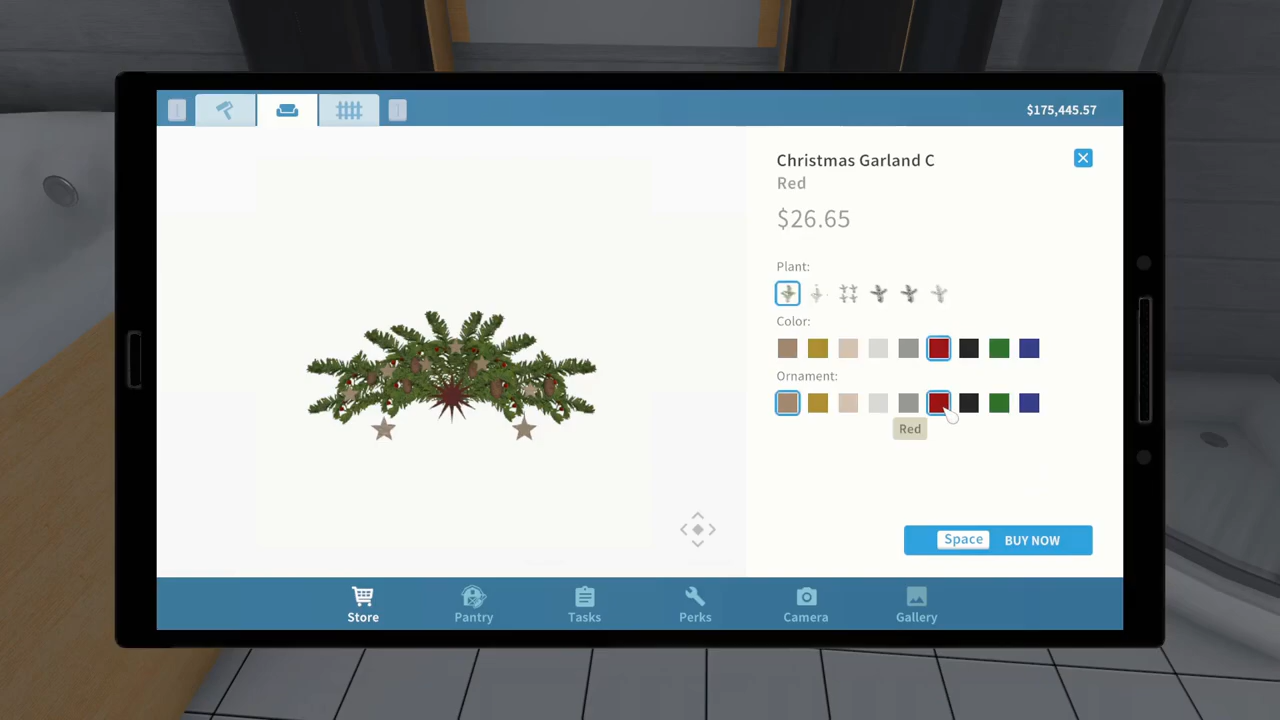 $175,445.57
Christmas Garland C
Red
$26.65
Plant:
Color:
Ornament:
Red
Space BUY NOW
Store Pantry Tasks Perks Camera Gallery